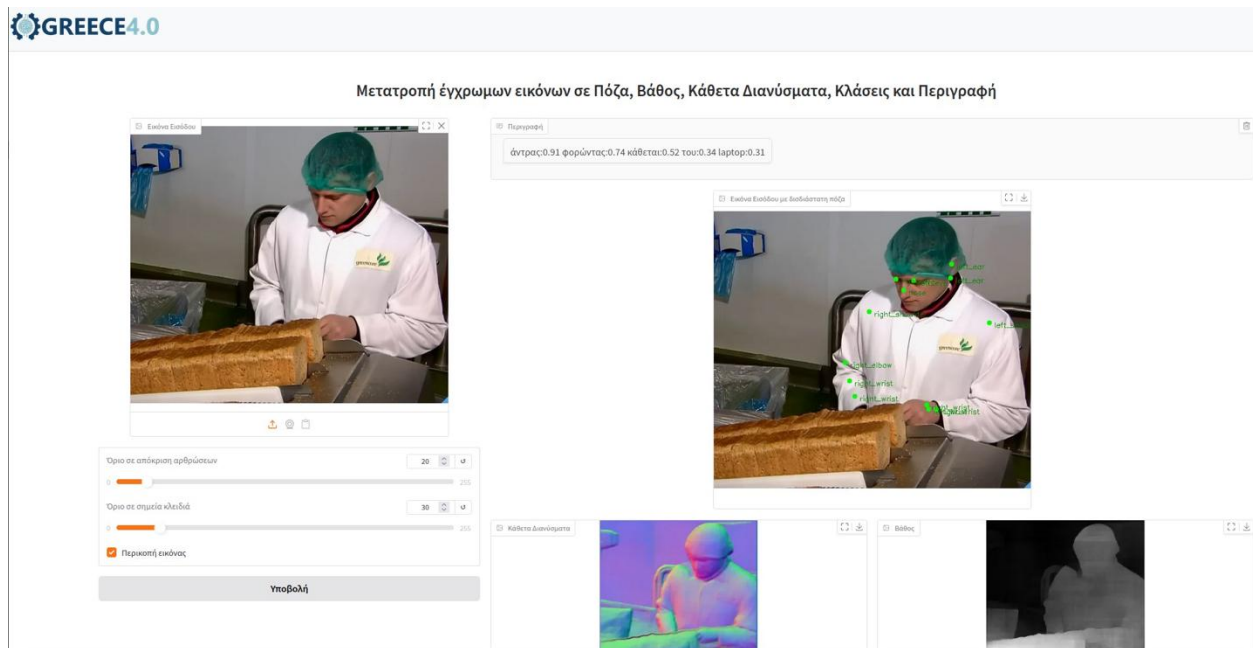 GREECE4.0
Μετατροπή έγχρωμων εικόνων σε Πόζα, Βάθος, Κάθετα Διανύσματα, Κλάσεις και Περιγραφή
Εικόνα Εισόδου
Όριο σε απόκριση αρθρώσεων
20
0
255
Όριο σε σημεία κλειδιά
30
0
255
Περικοπή εικόνας
Υποβολή
Περιγραφή
άντρας:0.91 φορώντας:0.74 κάθεται:0.52 του:0.34 laptop:0.31
Εικόνα Εισόδου με δισδιάστατη πόζα
right_elbow
right_wrist
right_wrist
Κάθετα Διανύσματα
Βάθος